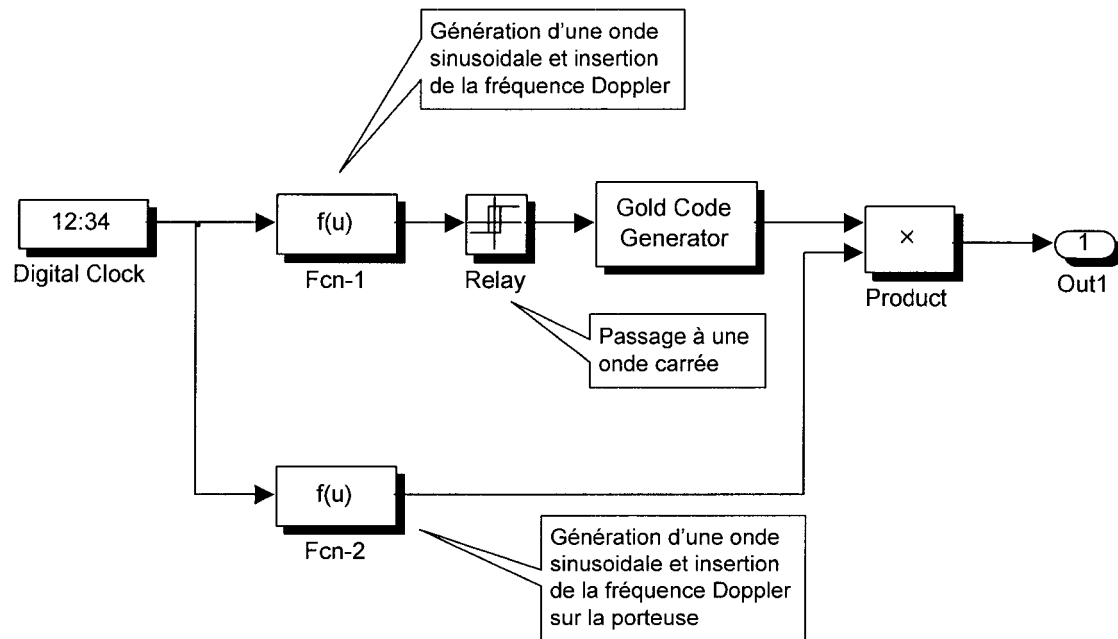 Génération d'une onde
sinusoidale et insertion
de la fréquence Doppler
12:34
Digital Clock
f(u)
Fcn-1
Relay
Gold Code
Generator
×
Product
1
Out1
Passage à une
onde carrée
f(u)
Fcn-2
Génération d'une onde
sinusoidale et insertion
de la fréquence Doppler
sur la porteuse